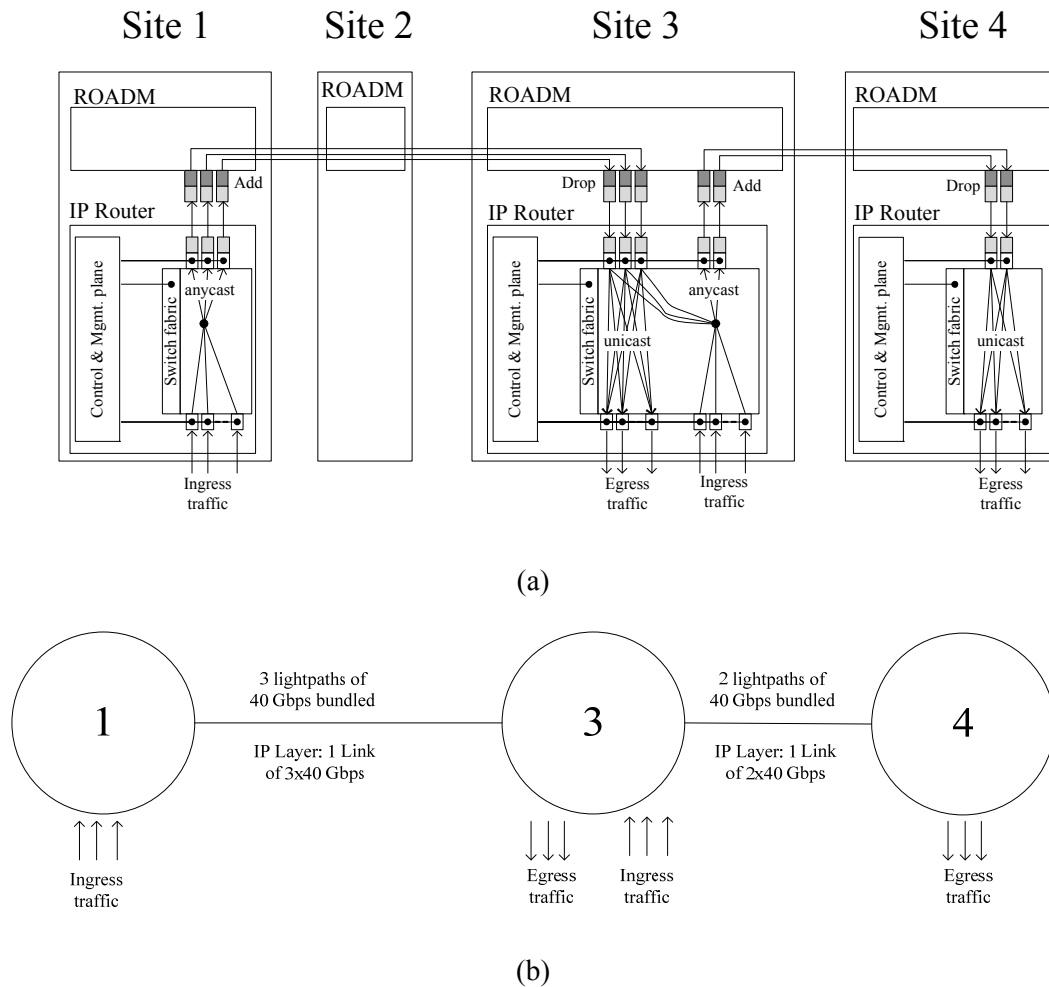 Site 1
Site 2
Site 3
Site 4
ROADM
ROADM
ROADM
ROADM
Add
Drop
Add
Drop
IP Router
IP Router
IP Router
Control & Mgmt. plane
Switch fabric
anycast
Control & Mgmt. plane
Switch fabric
unicast
anycast
Control & Mgmt. plane
Switch fabric
unicast
Ingress
traffic
Egress
traffic
Ingress
traffic
Egress
traffic
(a)
1
3 lightpaths of
40 Gbps bundled
IP Layer: 1 Link
of 3x40 Gbps
3
2 lightpaths of
40 Gbps bundled
IP Layer: 1 Link
of 2x40 Gbps
4
Ingress
traffic
Egress
traffic
Ingress
traffic
Egress
traffic
(b)